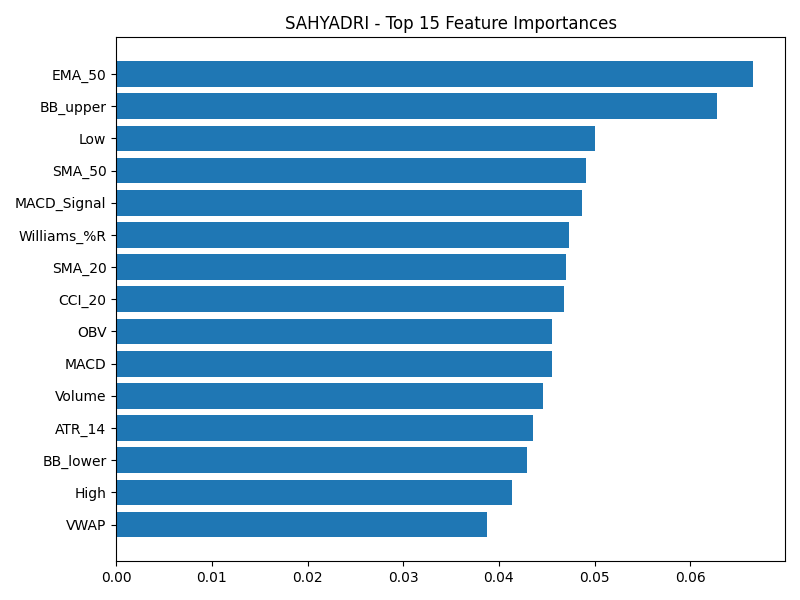 SAHYADRI - Top 15 Feature Importances
EMA_50
BB_upper
Low
SMA_50
MACD_Signal
Williams_%R
SMA_20
CCI_20
OBV
MACD
Volume
ATR_14
BB_lower
High
VWAP
0.00 0.01 0.02 0.03 0.04 0.05 0.06